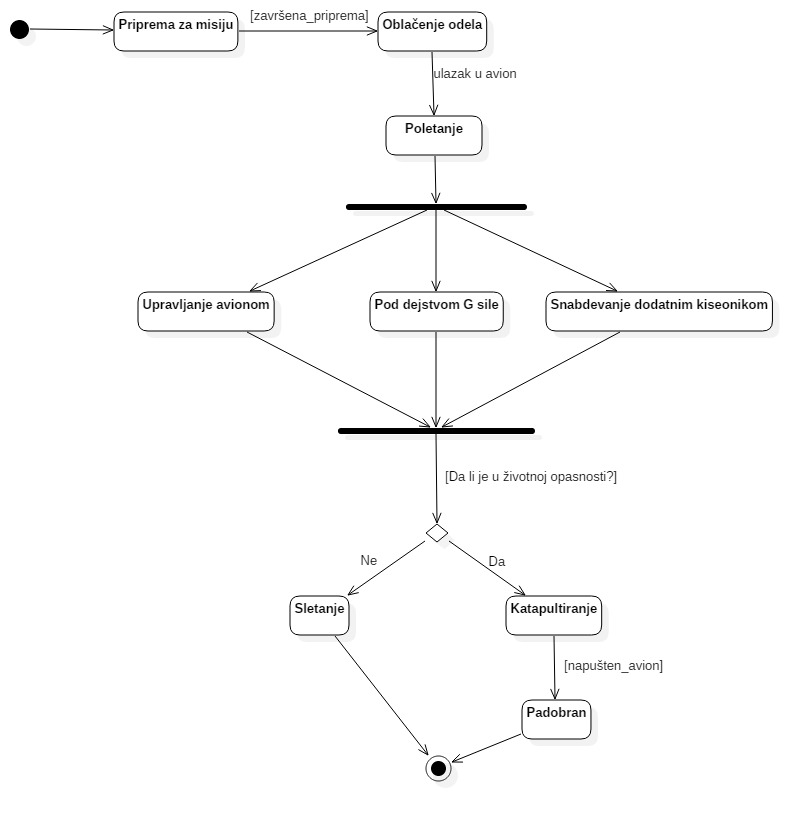 Priprema za misiju
[završena_priprema]
Oblačenje odela
ulazak u avion
Poletanje
Upravljanje avionom
Pod dejstvom G sile
Snabdevanje dodatnim kiseonikom
[Da li je u životnoj opasnosti?]
Ne
Da
Sletanje
Katapultiranje
[napušten_avion]
Padobran